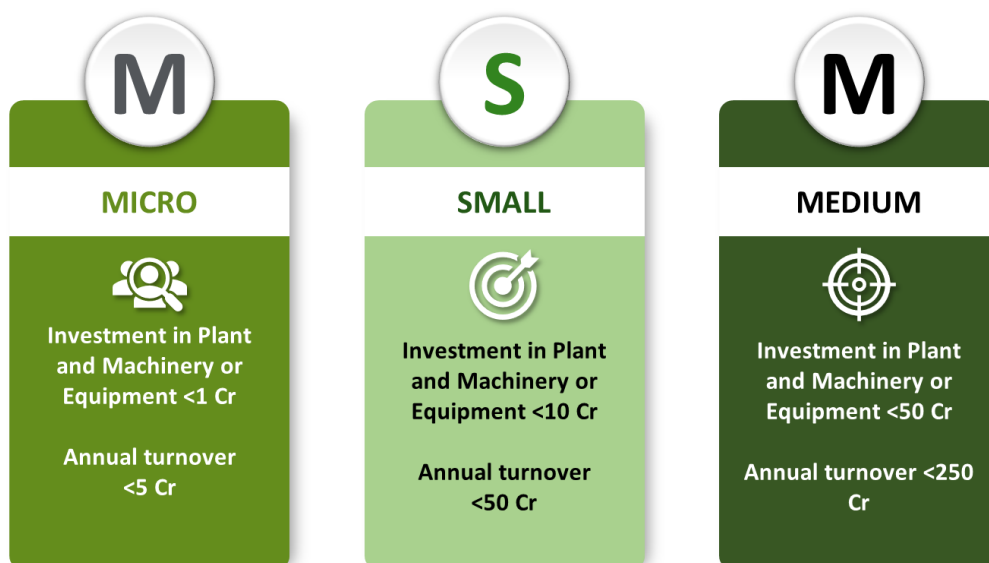 M
MICRO
Investment in Plant
and Machinery or
Equipment <1 Cr
Annual turnover
<5 Cr
S
SMALL
Investment in Plant
and Machinery or
Equipment <10 Cr
Annual turnover
<50 Cr
M
MEDIUM
Investment in Plant
and Machinery or
Equipment <50 Cr
Annual turnover <250
Cr